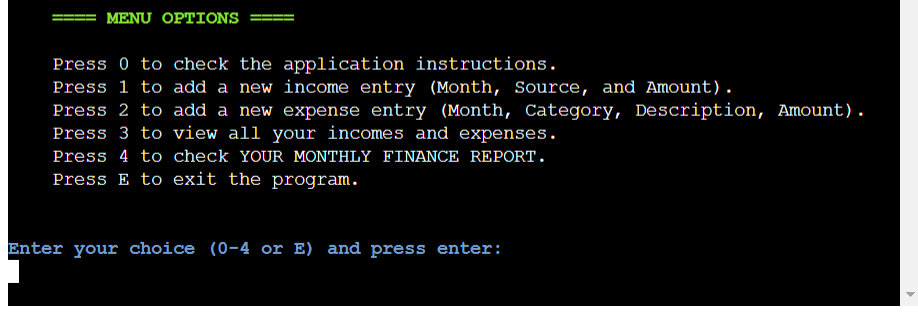 ==== MENU OPTIONS ====
Press 0 to check the application instructions.
Press 1 to add a new income entry (Month, Source, and Amount).
Press 2 to add a new expense entry (Month, Category, Description, Amount).
Press 3 to view all your incomes and expenses.
Press 4 to check YOUR MONTHLY FINANCE REPORT.
Press E to exit the program.
Enter your choice (0-4 or E) and press enter: